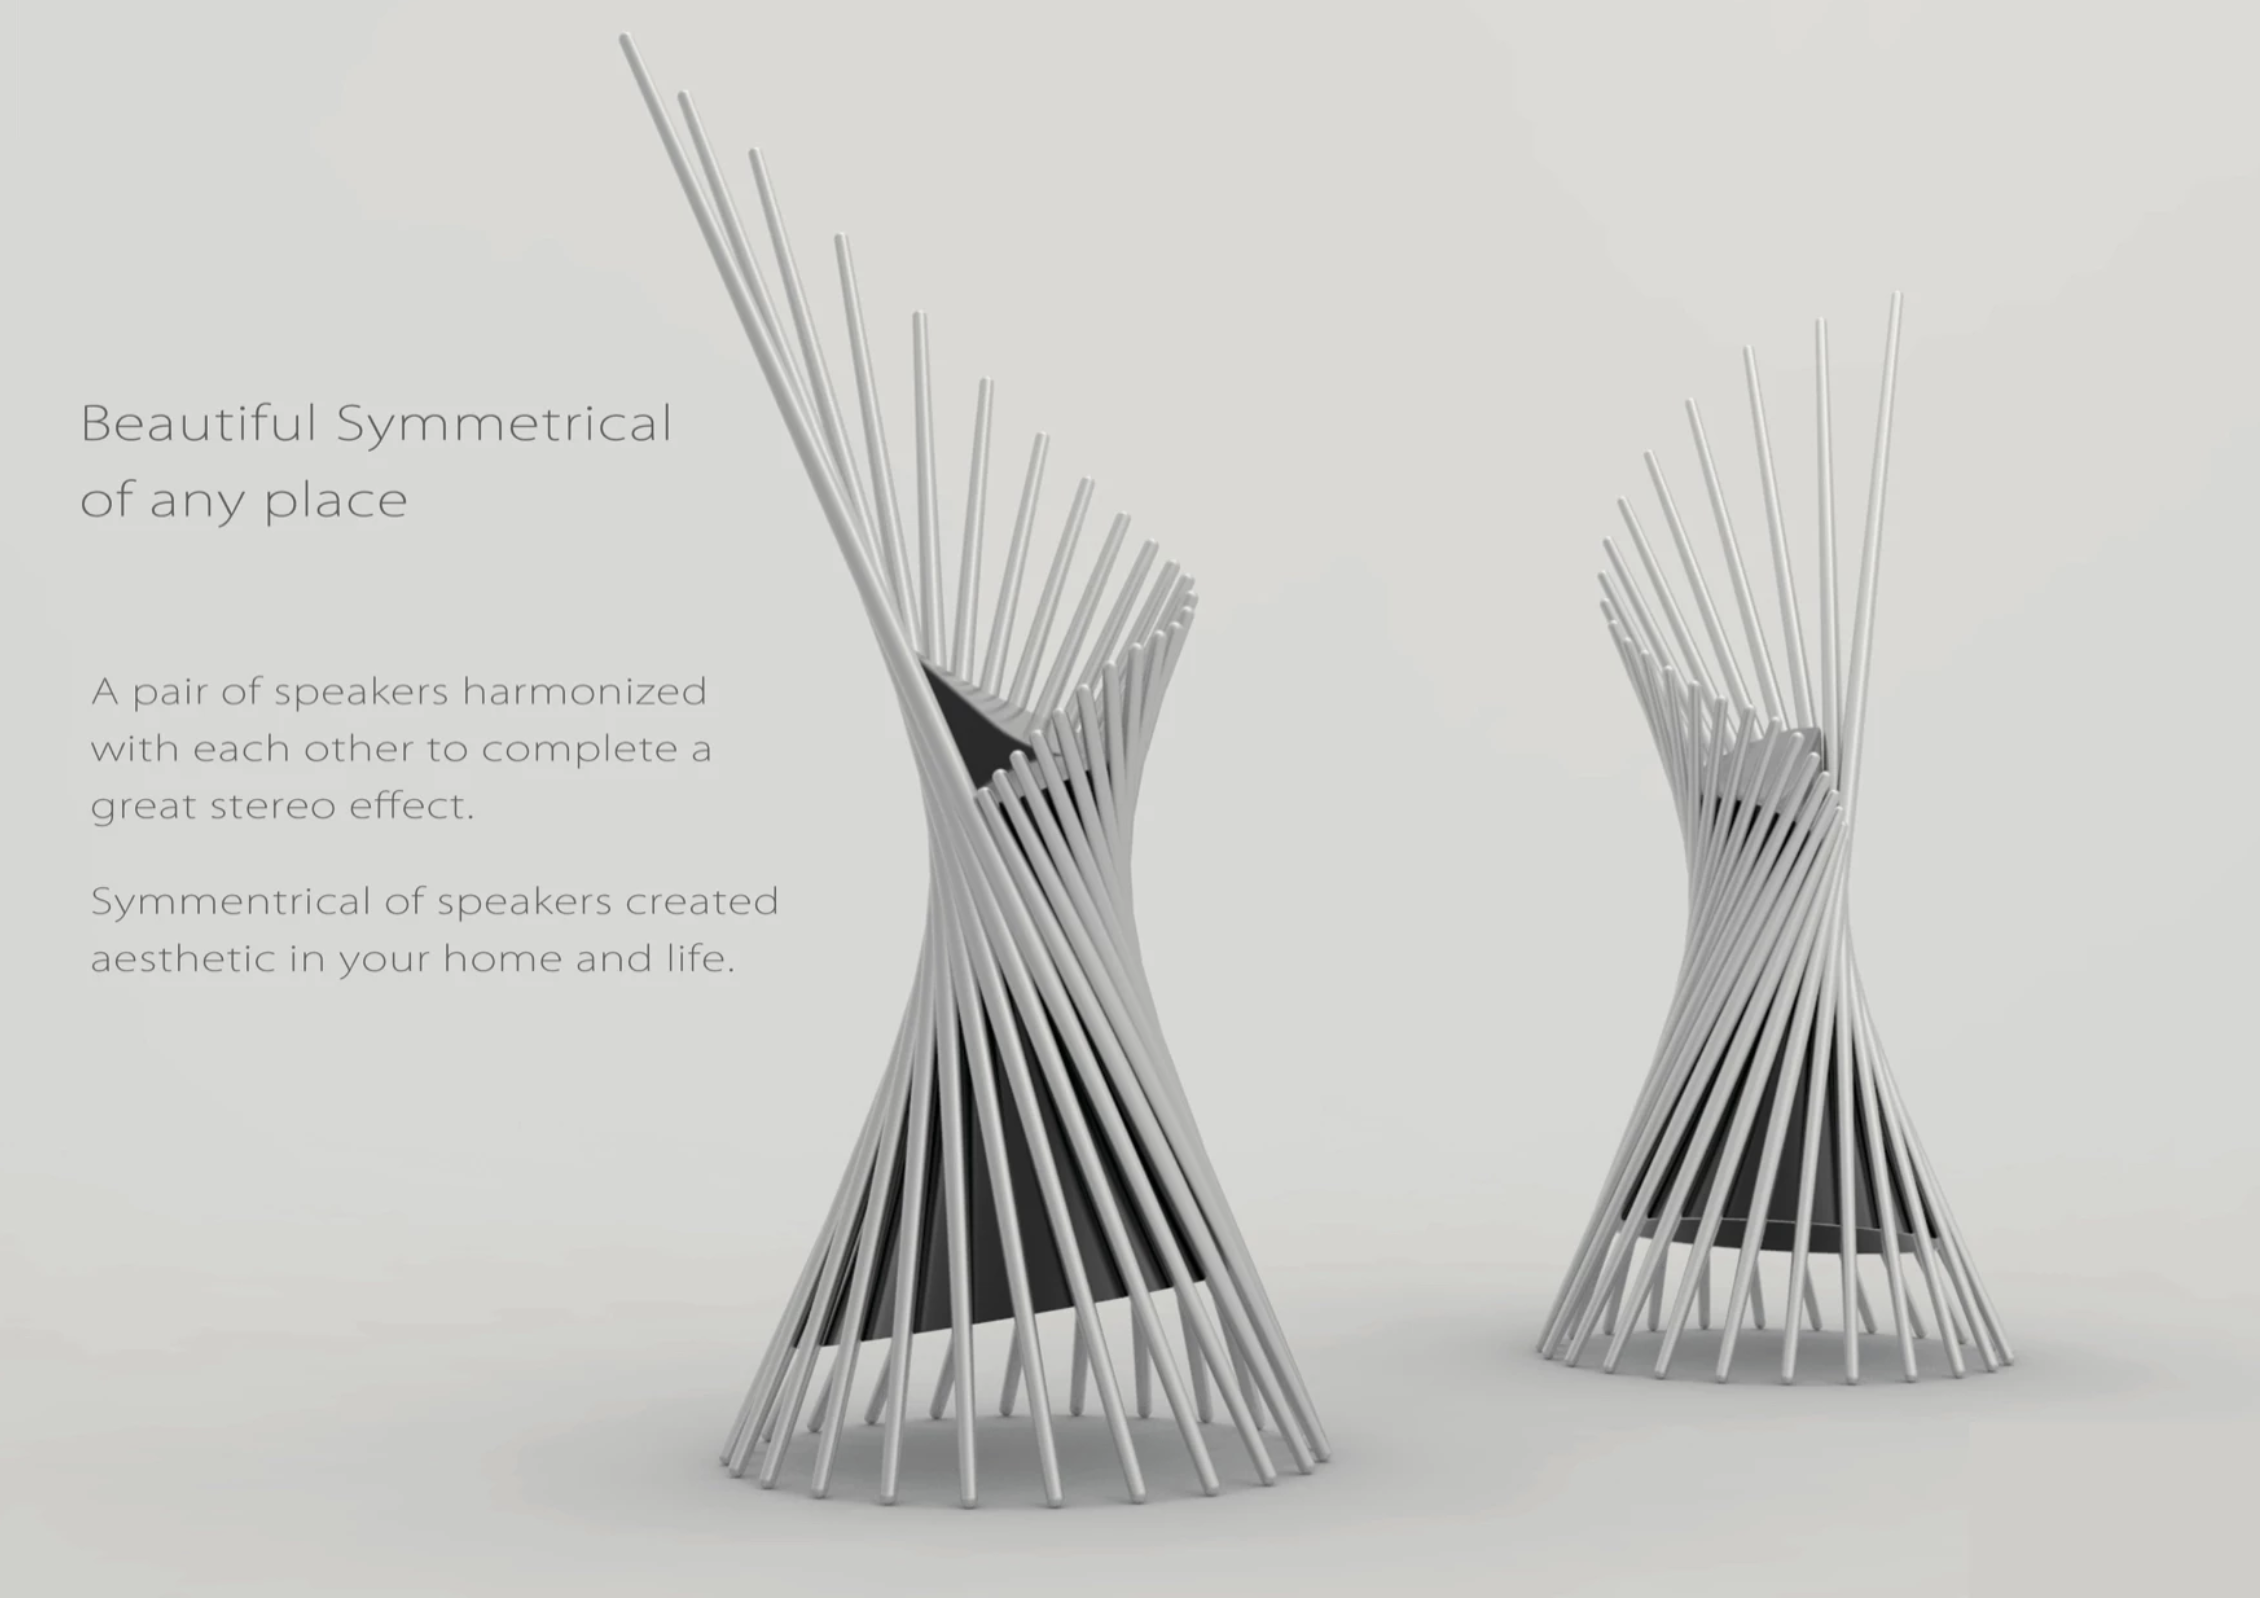 Beautiful Symmetrical
of any place
A pair of speakers harmonized
with each other to complete a
great stereo effect.
Symmentrical of speakers created
aesthetic in your home and life.